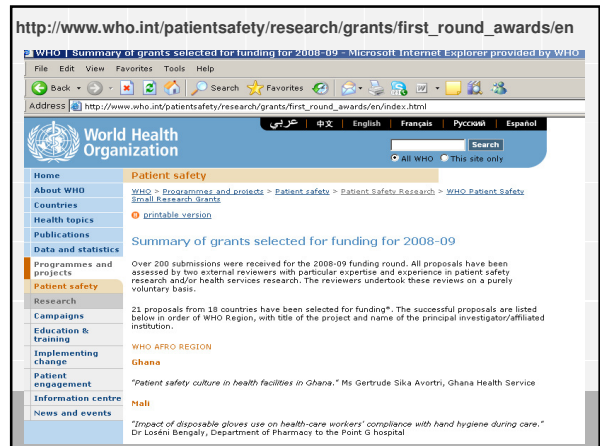 http://www.who.int/patientsafety/research/grants/first_round_awards/en
WHO | Summary of grants selected for funding for 2008-09 - Microsoft Internet Explorer provided by WHO
File Edit View Favorites Tools Help
Back Search Favorites
Address http://www.who.int/patientsafety/research/grants/first_round_awards/en/index.html
عربي | 中文 | English | Français | Русский | Español
World Health
Organization
Search
All WHO This site only
Home
About WHO
Countries
Health topics
Publications
Data and statistics
Programmes and
projects
Patient safety
Research
Campaigns
Education &
training
Implementing
change
Patient
engagement
Information centre
News and events
Patient safety
WHO > Programmes and projects > Patient safety > Patient Safety Research > WHO Patient Safety
Small Research Grants
printable version
Summary of grants selected for funding for 2008-09
Over 200 submissions were received for the 2008-09 funding round. All proposals have been
assessed by two external reviewers with particular expertise and experience in patient safety
research and/or health services research. The reviewers undertook these reviews on a purely
voluntary basis.
21 proposals from 18 countries have been selected for funding*. The successful proposals are listed
below in order of WHO Region, with title of the project and name of the principal investigator/affiliated
institution.
WHO AFRO REGION
Ghana
"Patient safety culture in health facilities in Ghana." Ms Gertrude Sika Avortri, Ghana Health Service
Mali
"Impact of disposable gloves use on health-care workers' compliance with hand hygiene during care."
Dr Loséni Bengaly, Department of Pharmacy to the Point G hospital